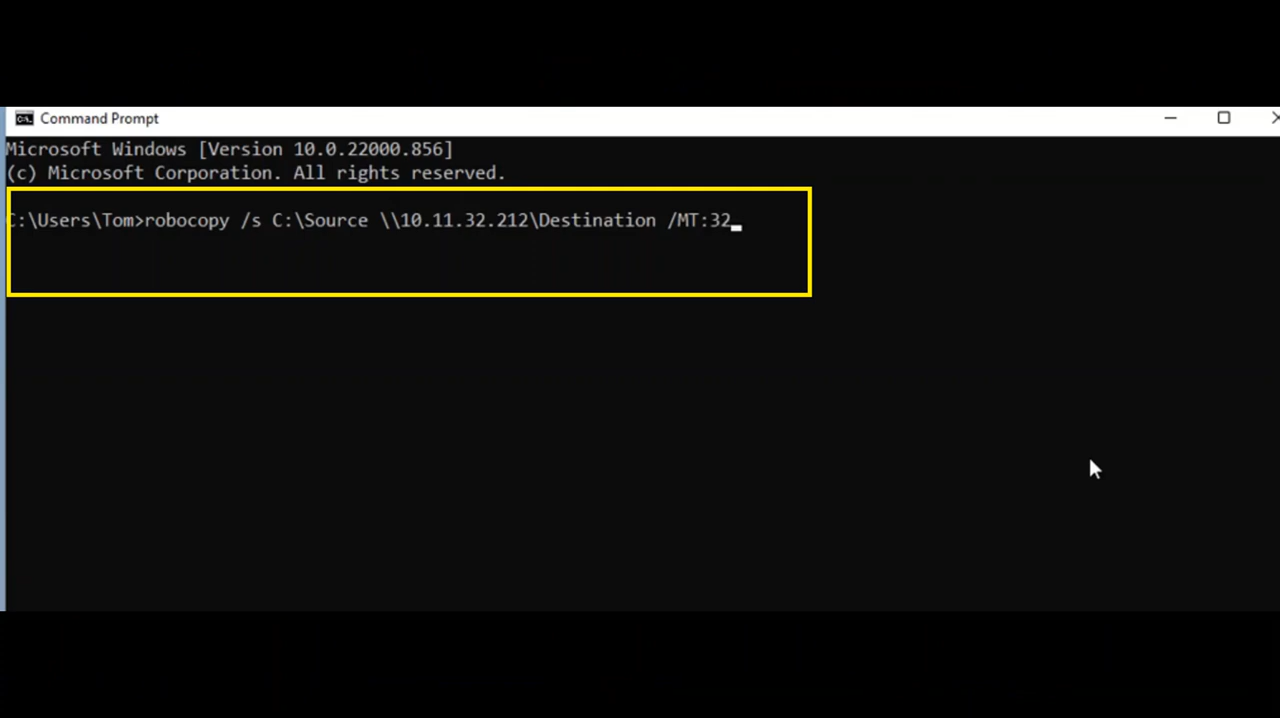 Command Prompt
Microsoft Windows [Version 10.0.22000.856]
(c) Microsoft Corporation. All rights reserved.
C:\Users\Tom>robocopy /s C:\Source \\10.11.32.212\Destination /MT:32